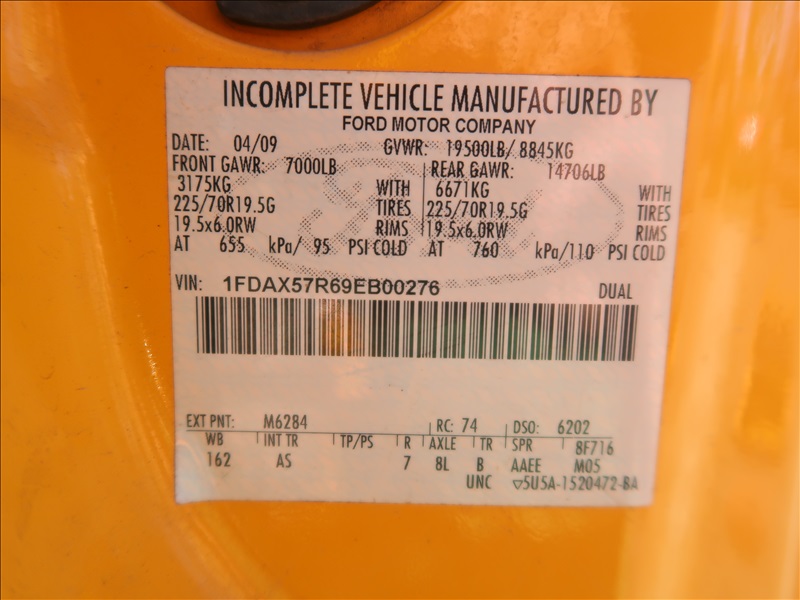 INCOMPLETE VEHICLE MANUFACTURED BY
FORD MOTOR COMPANY
DATE: 04/09 GVWR: 19500LB/ 8845KG
FRONT GAWR: 7000LB REAR GAWR: 14706LB
3175KG WITH 6671KG WITH
225/70R19.5G TIRES 225/70R19.5G TIRES
19.5x6.0RW RIMS 19.5x6.0RW RIMS
AT 655 kPa/ 95 PSI COLD AT 760 kPa/110 PSI COLD
VIN: 1FDAX57R69EB00276 DUAL
EXT PNT: M6284 RC: 74 DSO: 6202
WB INT TR TP/PS R AXLE TR SPR 8F716
162 AS 7 8L B AAEE M05
UNC ▽5U5A-1520472-BA